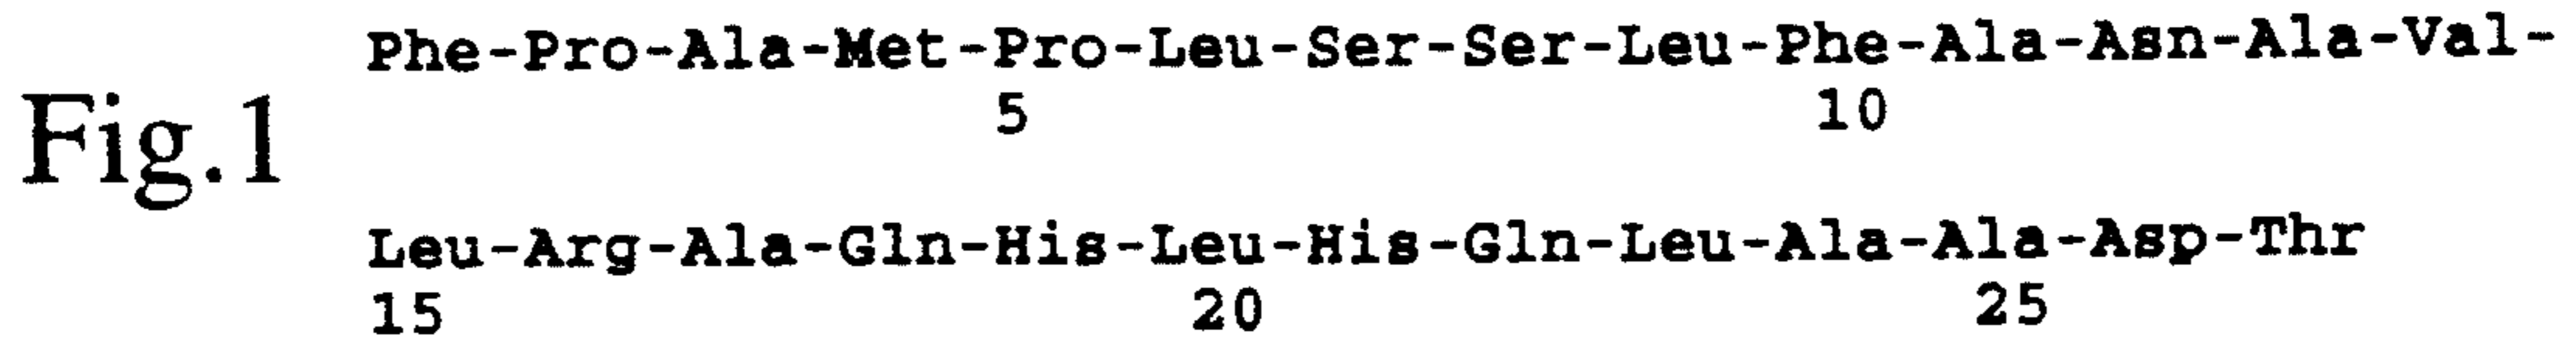 Phe-Pro-Ala-Met-Pro-Leu-Ser-Ser-Leu-Phe-Ala-Asn-Ala-Val-
5 10
Fig.1
Leu-Arg-Ala-Gln-His-Leu-His-Gln-Leu-Ala-Ala-Asp-Thr
15 20 25